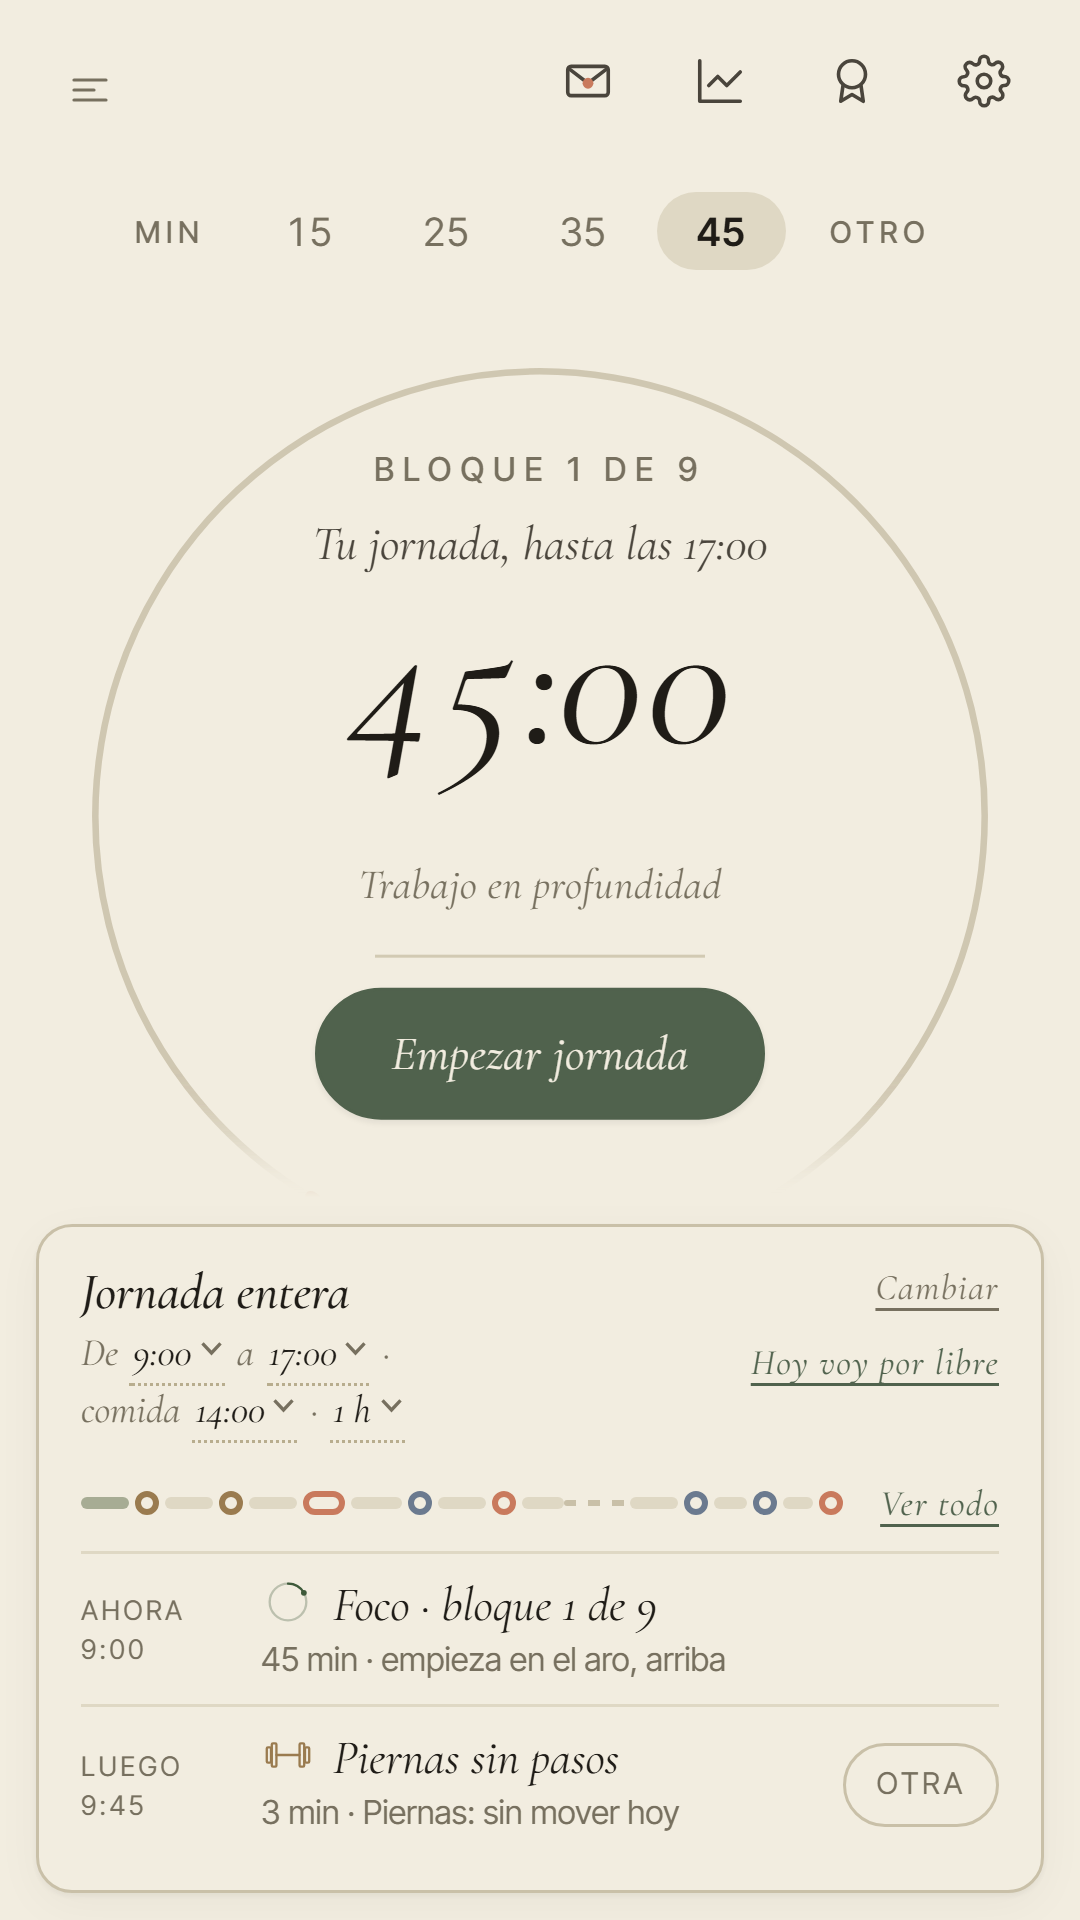 MIN 15 25 35 45 OTRO
BLOQUE 1 DE 9
Tu jornada, hasta las 17:00
45:00
Trabajo en profundidad
Empezar jornada
Jornada entera
Cambiar
De 9:00 a 17:00 ·
Hoy voy por libre
comida 14:00 · 1 h
Ver todo
AHORA
9:00
Foco · bloque 1 de 9
45 min · empieza en el aro, arriba
LUEGO
9:45
Piernas sin pasos
3 min · Piernas: sin mover hoy
OTRA